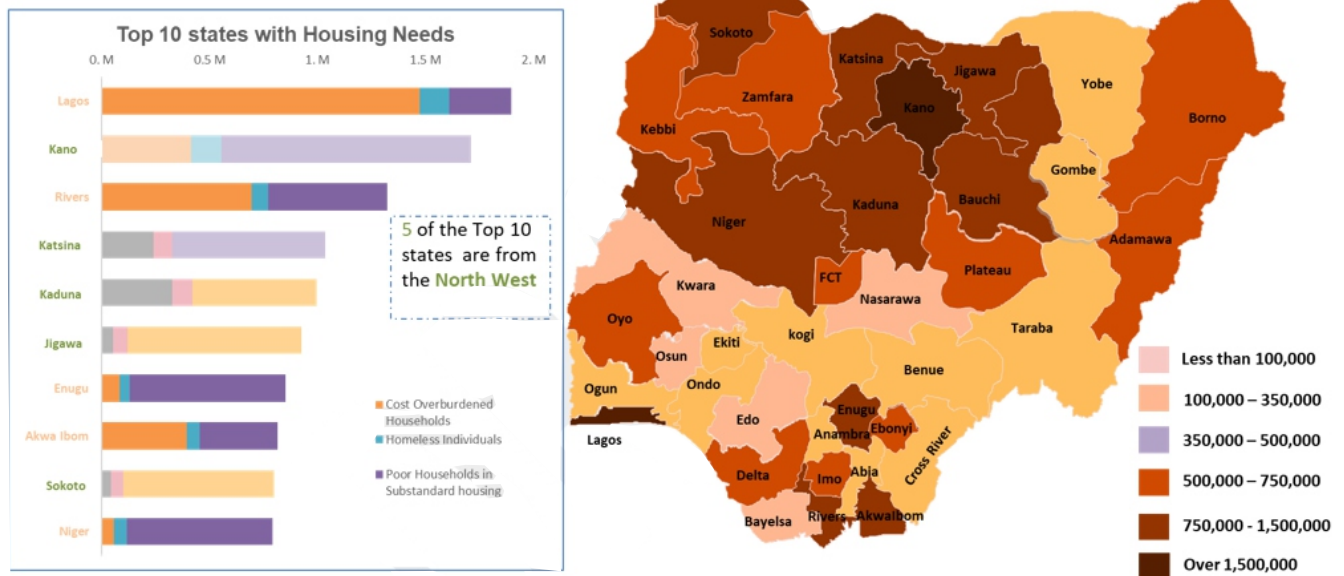 Top 10 states with Housing Needs
0. M 0.5 M 1. M 1.5 M 2. M
Lagos
Kano
Rivers
Katsina
Kaduna
Jigawa
Enugu
Akwa Ibom
Sokoto
Niger
5 of the Top 10
states are from
the North West
Cost Overburdened
Households
Homeless Individuals
Poor Households in
Substandard housing
Sokoto
Katsina
Jigawa
Yobe
Zamfara
Kano
Borno
Kebbi
Gombe
Kaduna
Bauchi
Niger
Adamawa
FCT
Plateau
Kwara
Nasarawa
Oyo
Taraba
kogi
Ekiti
Osun
Benue
Ogun
Ondo
Edo
Enugu
Ebonyi
Anambra
Lagos
Cross River
Delta
Imo
Abia
Bayelsa
Rivers
AkwaIbom
Less than 100,000
100,000 – 350,000
350,000 – 500,000
500,000 – 750,000
750,000 - 1,500,000
Over 1,500,000